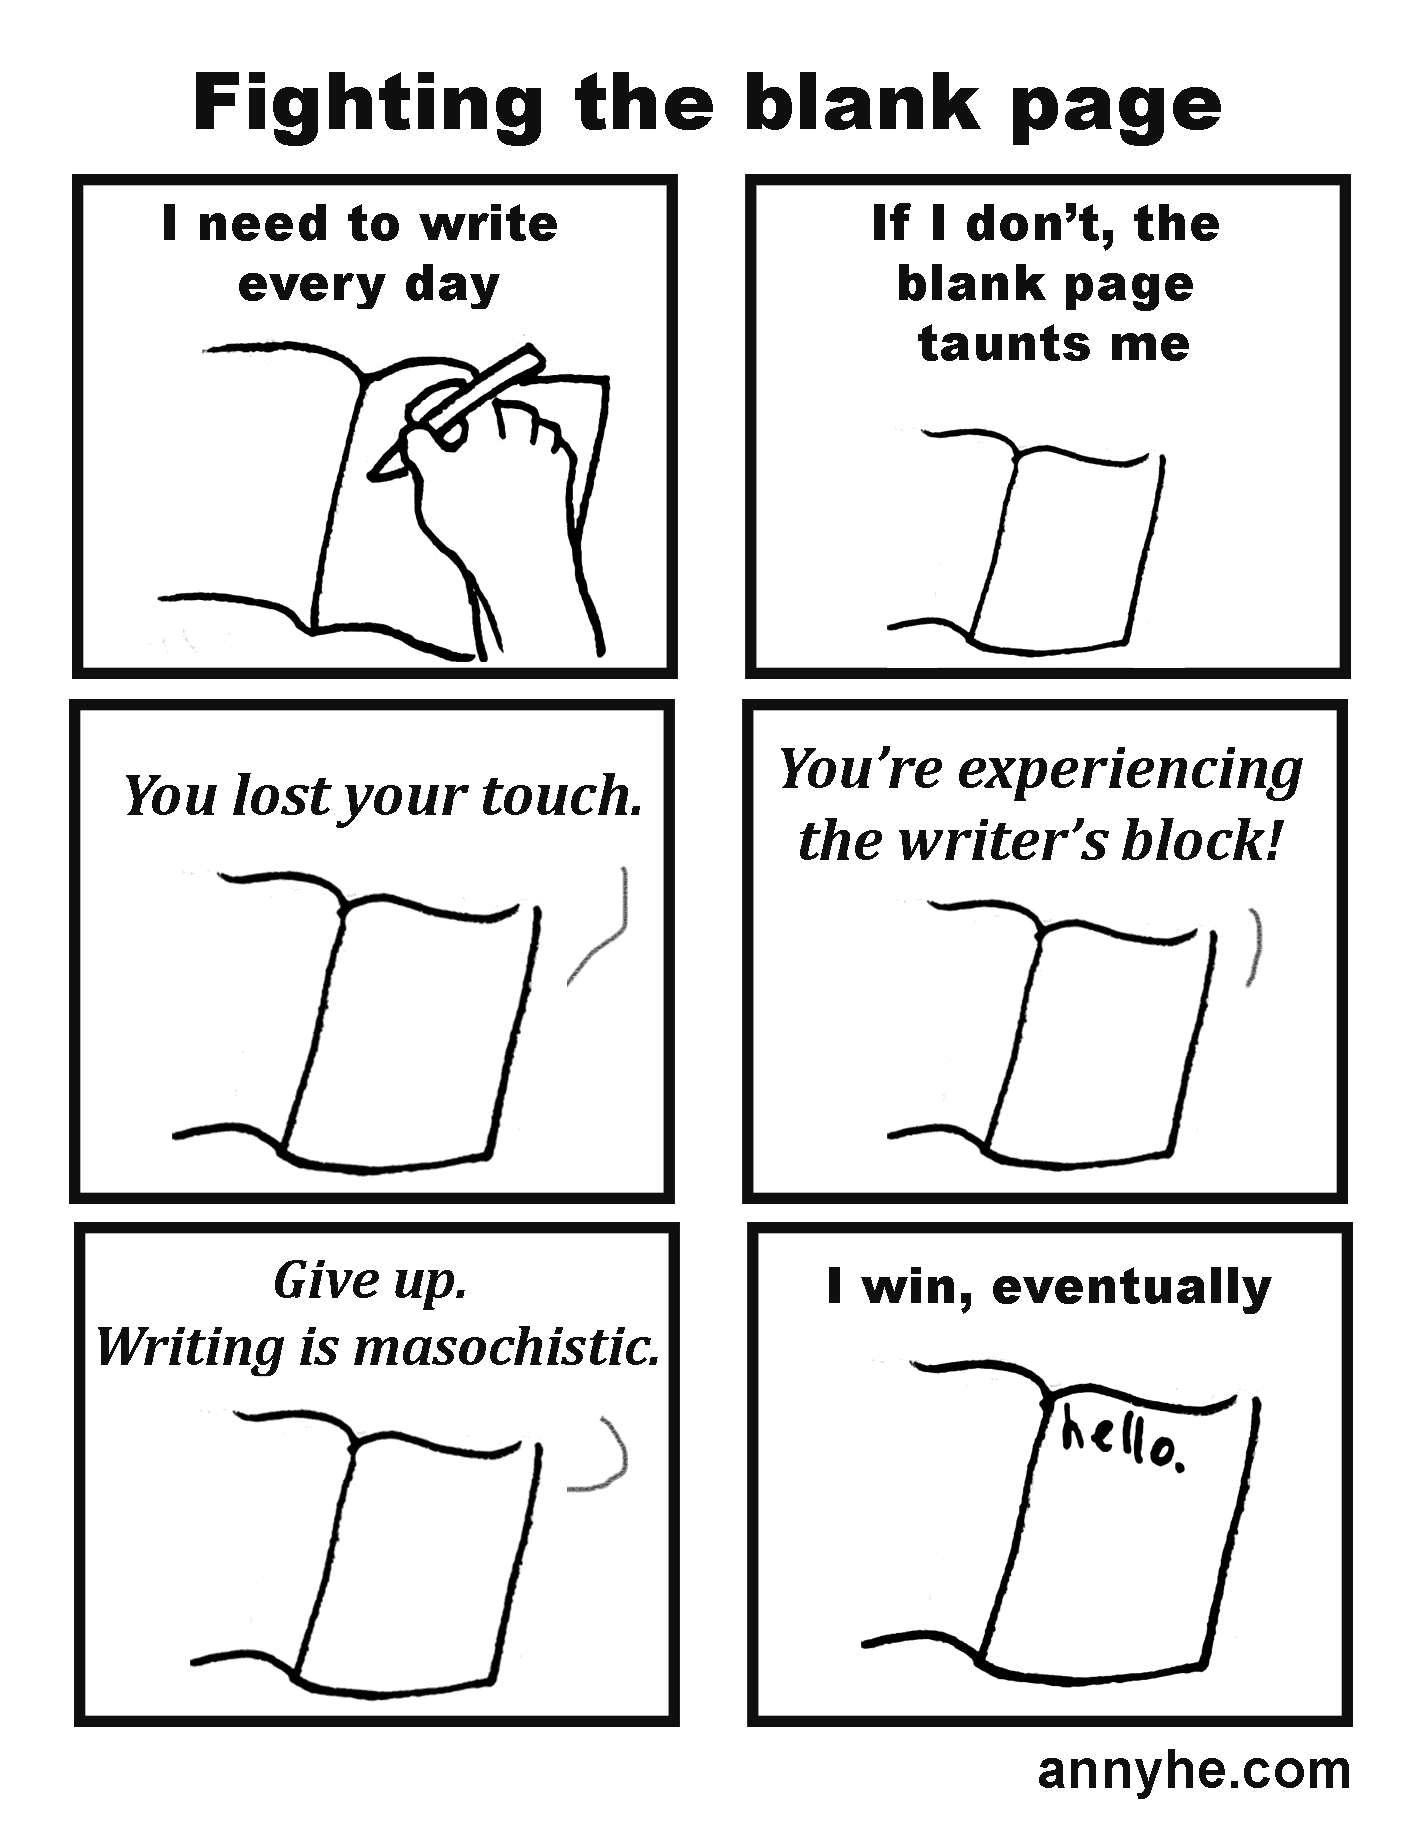 Fighting the blank page
I need to write
every day
If I don’t, the
blank page
taunts me
You lost your touch.
You’re experiencing
the writer’s block!
Give up.
Writing is masochistic.
I win, eventually
hello.
annyhe.com